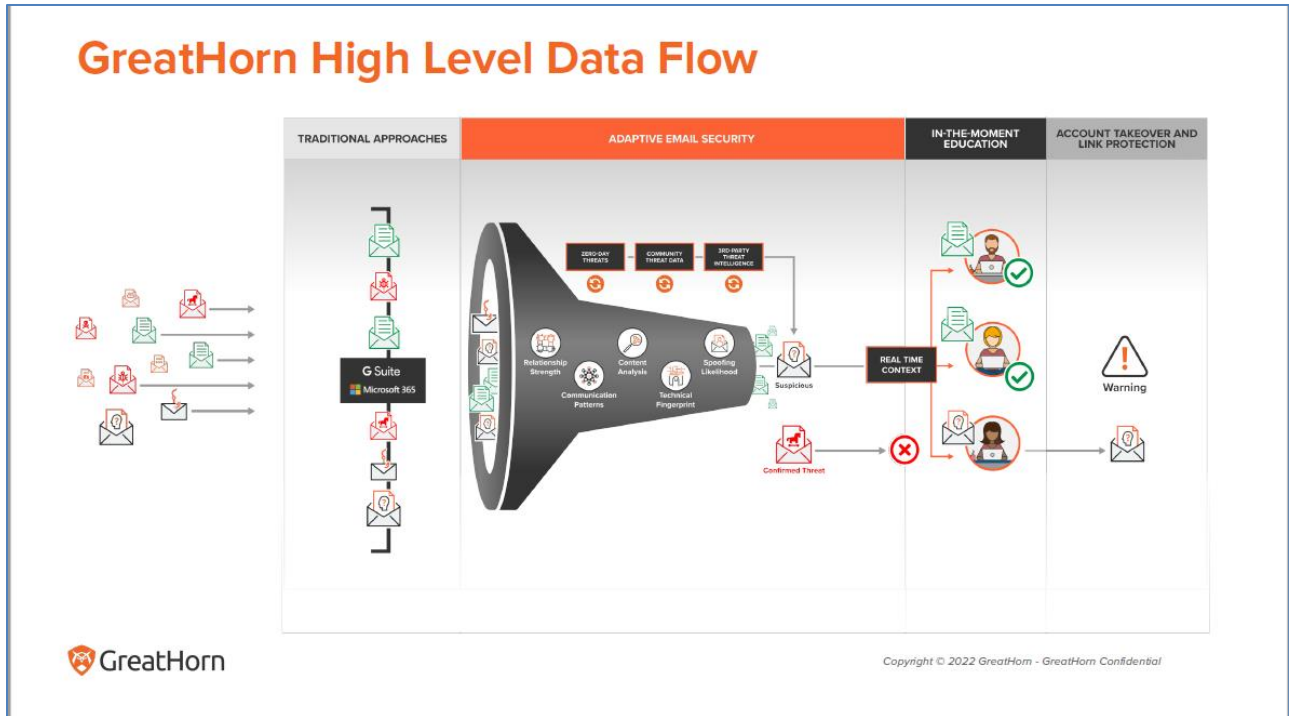 GreatHorn High Level Data Flow
TRADITIONAL APPROACHES
ADAPTIVE EMAIL SECURITY
IN-THE-MOMENT
EDUCATION
ACCOUNT TAKEOVER AND
LINK PROTECTION
ZERO-DAY
THREATS
COMMUNITY
THREAT DATA
3RD-PARTY
THREAT
INTELLIGENCE
G Suite
Microsoft 365
Relationship
Strength
Content
Analysis
Spoofing
Likelihood
Communication
Patterns
Technical
Fingerprint
Suspicious
Confirmed Threat
REAL TIME
CONTEXT
Warning
GreatHorn
Copyright © 2022 GreatHorn - GreatHorn Confidential